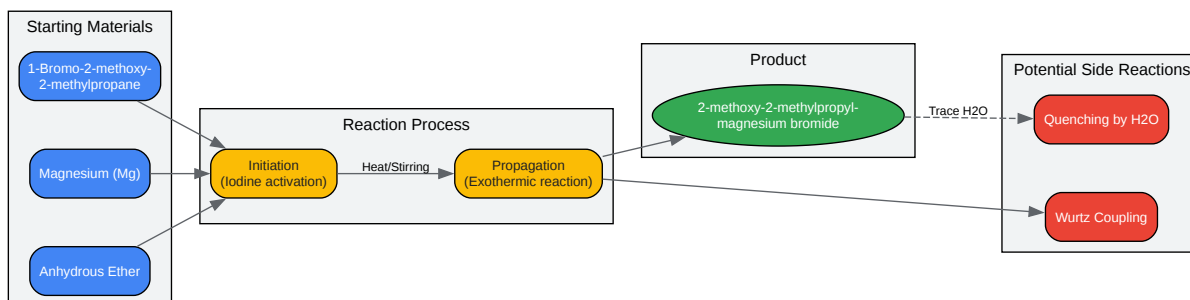 Starting Materials
1-Bromo-2-methoxy-
2-methylpropane
Magnesium (Mg)
Anhydrous Ether
Reaction Process
Initiation
(Iodine activation)
Heat/Stirring
Propagation
(Exothermic reaction)
Product
2-methoxy-2-methylpropyl-
magnesium bromide
Trace H2O
Potential Side Reactions
Quenching by H2O
Wurtz Coupling